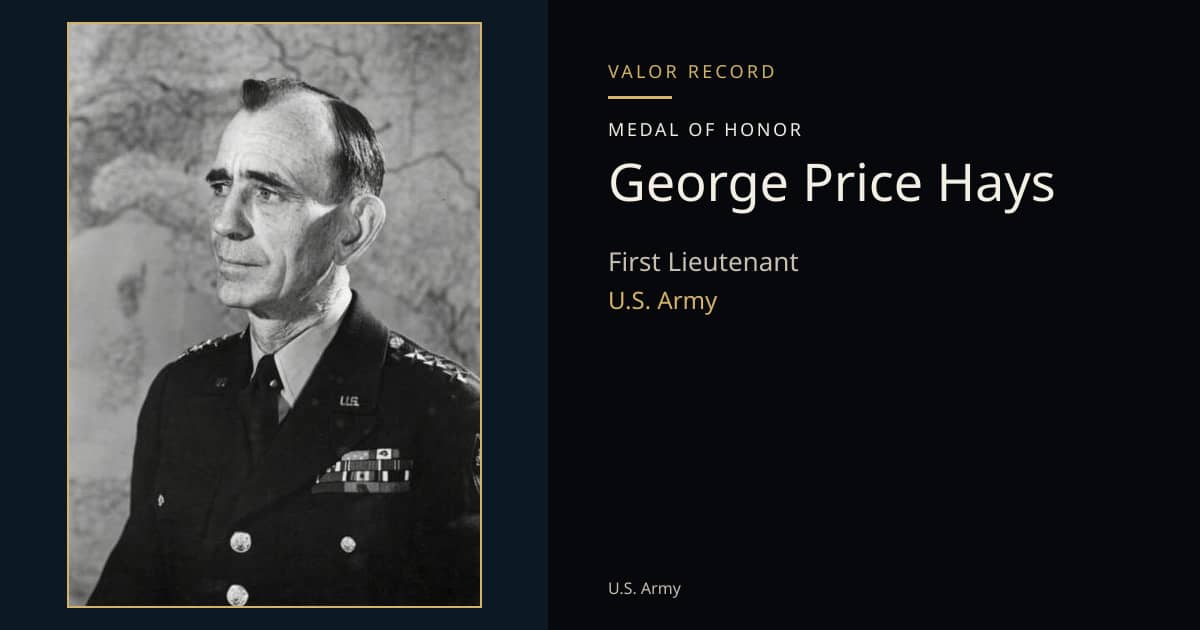 VALOR RECORD
MEDAL OF HONOR
George Price Hays
First Lieutenant
U.S. Army
U.S. Army
U.S.